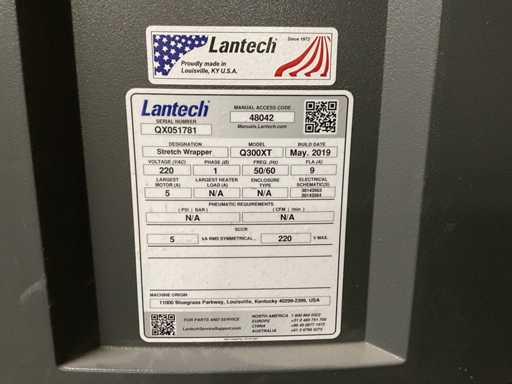 Lantech
Since 1972
Proudly made in
Louisville, KY U.S.A.
Lantech
MANUAL ACCESS CODE
48042
Manuals.Lantech.com
SERIAL NUMBER
QX051781
DESIGNATION MODEL BUILD DATE
Stretch Wrapper Q300XT May. 2019
VOLTAGE (VAC) PHASE (Ø) FREQ. (Hz) FLA (A)
220 1 50/60 9
LARGEST MOTOR (A) LARGEST HEATER LOAD (A) ENCLOSURE TYPE ELECTRICAL SCHEMATIC(S)
5 N/A N/A
PNEUMATIC REQUIREMENTS
( PSI | BAR ) ( CFM | /min )
N/A N/A
SCCR
5 kA RMS SYMMETRICAL, 220 V MAX.
MACHINE ORIGIN
11000 Bluegrass Parkway, Louisville, Kentucky 40299-2399, USA
FOR PARTS AND SERVICE
LantechServiceSupport.com
NORTH AMERICA
EUROPE
CHINA
AUSTRALIA